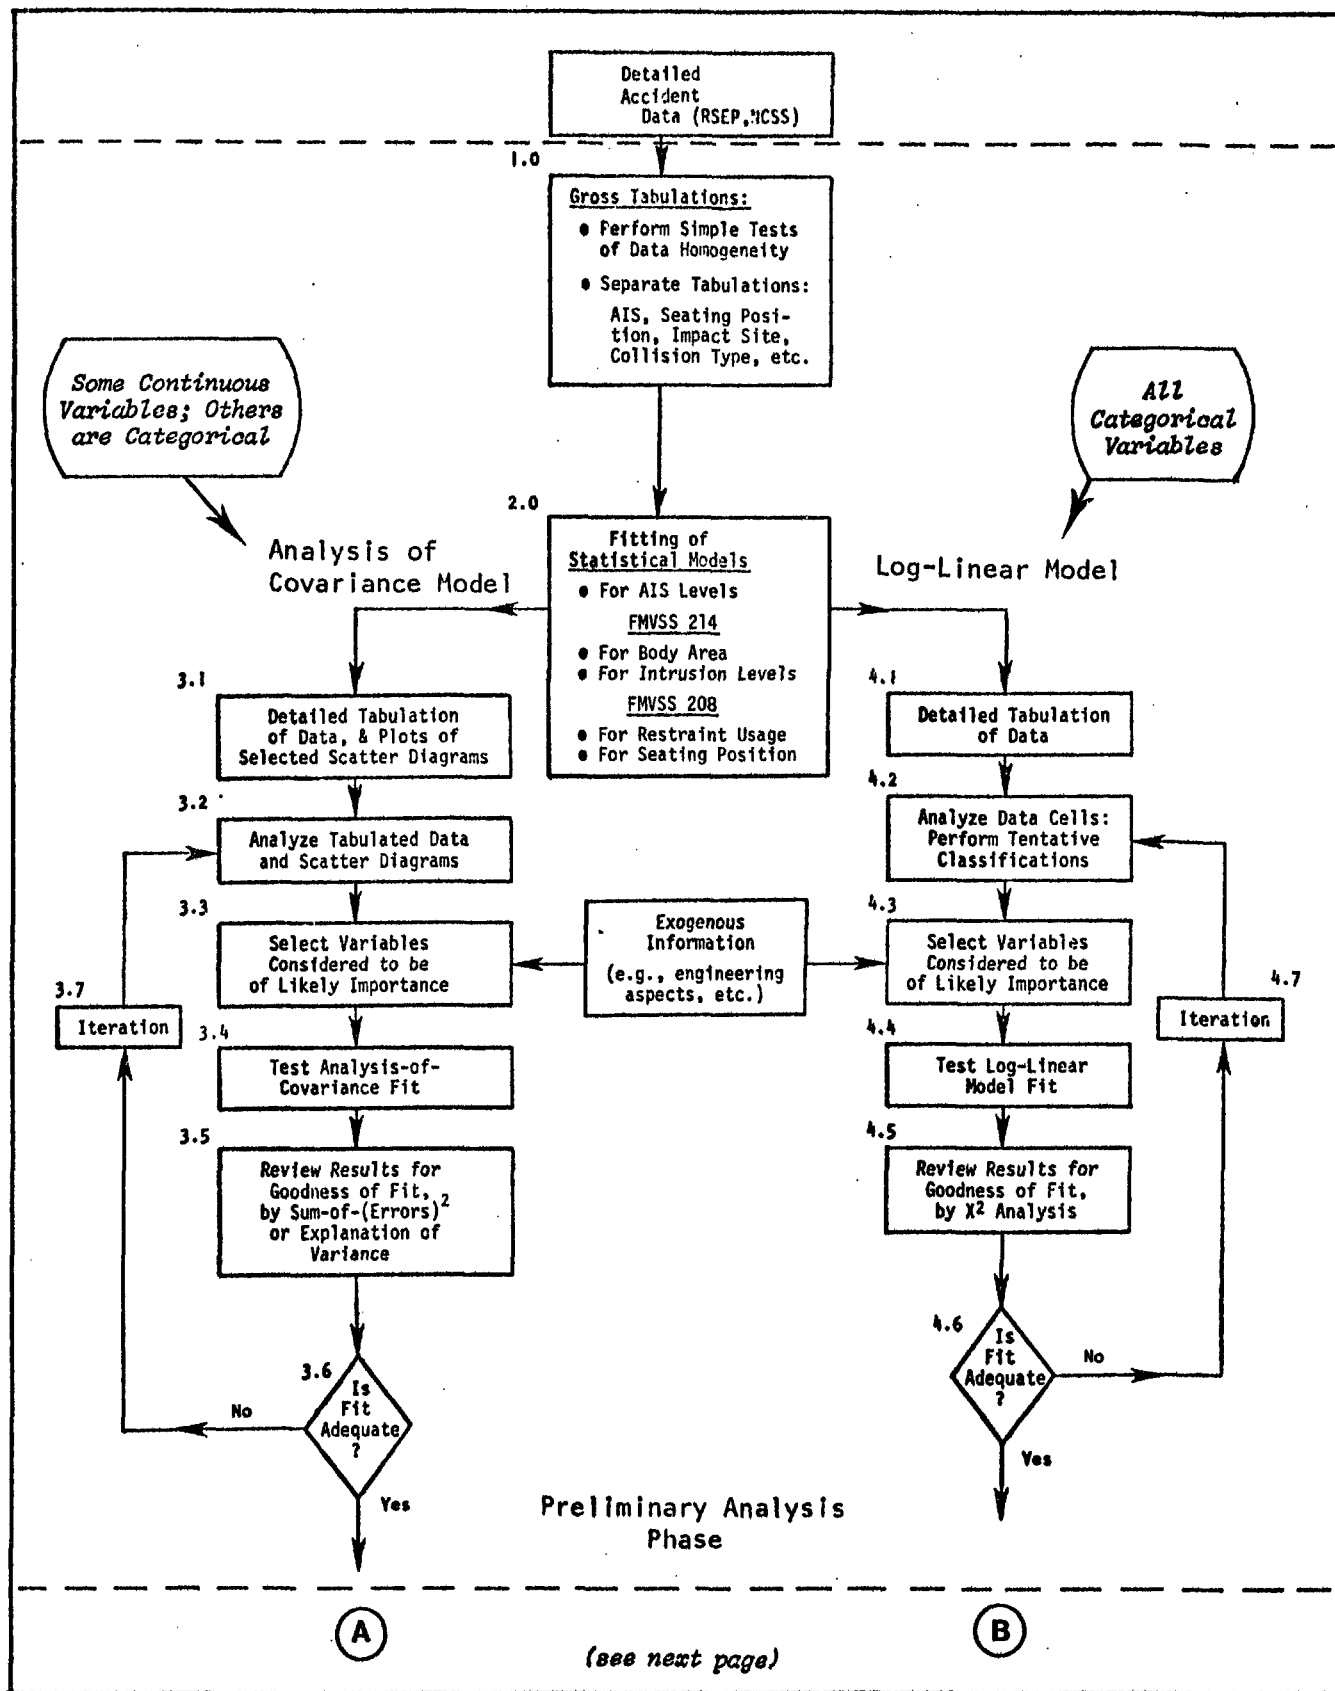 Detailed
Accident
Data (RSEP, NCSS)
1.0
Gross Tabulations:
• Perform Simple Tests
of Data Homogeneity
• Separate Tabulations:
AIS, Seating Posi-
tion, Impact Site,
Collision Type, etc.
Some Continuous
Variables; Others
are Categorical
All
Categorical
Variables
2.0
Fitting of
Statistical Models
• For AIS Levels
FMVSS 214
• For Body Area
• For Intrusion Levels
FMVSS 208
• For Restraint Usage
• For Seating Position
Analysis of
Covariance Model
Log-Linear Model
3.1
Detailed Tabulation
of Data, & Plots of
Selected Scatter Diagrams
3.2
Analyze Tabulated Data
and Scatter Diagrams
3.3
Select Variables
Considered to be
of Likely Importance
3.7
Iteration
3.4
Test Analysis-of-
Covariance Fit
3.5
Review Results for
Goodness of Fit,
by Sum-of-(Errors)²
or Explanation of
Variance
3.6
Is
Fit
Adequate
?
No
Yes
Exogenous
Information
(e.g., engineering
aspects, etc.)
4.1
Detailed Tabulation
of Data
4.2
Analyze Data Cells:
Perform Tentative
Classifications
4.3
Select Variables
Considered to be
of Likely Importance
4.7
Iteration
4.4
Test Log-Linear
Model Fit
4.5
Review Results for
Goodness of Fit,
by X² Analysis
4.6
Is
Fit
Adequate
?
No
Yes
Preliminary Analysis
Phase
A
B
(see next page)